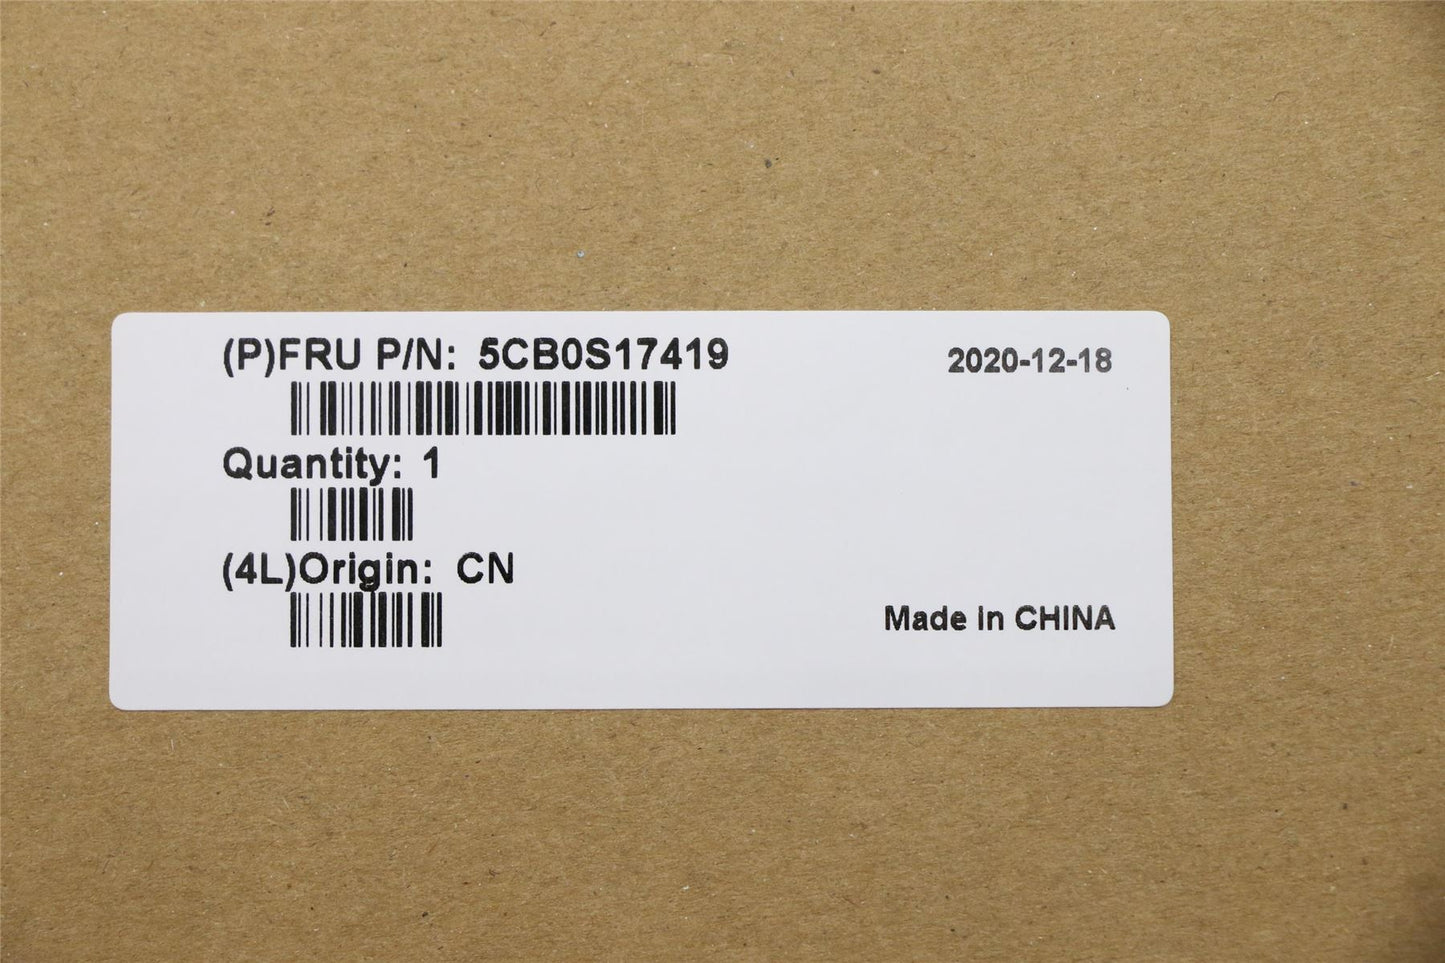 (P)FRU P/N: 5CB0S17419
2020-12-18
Quantity: 1
(4L)Origin: CN
Made in CHINA